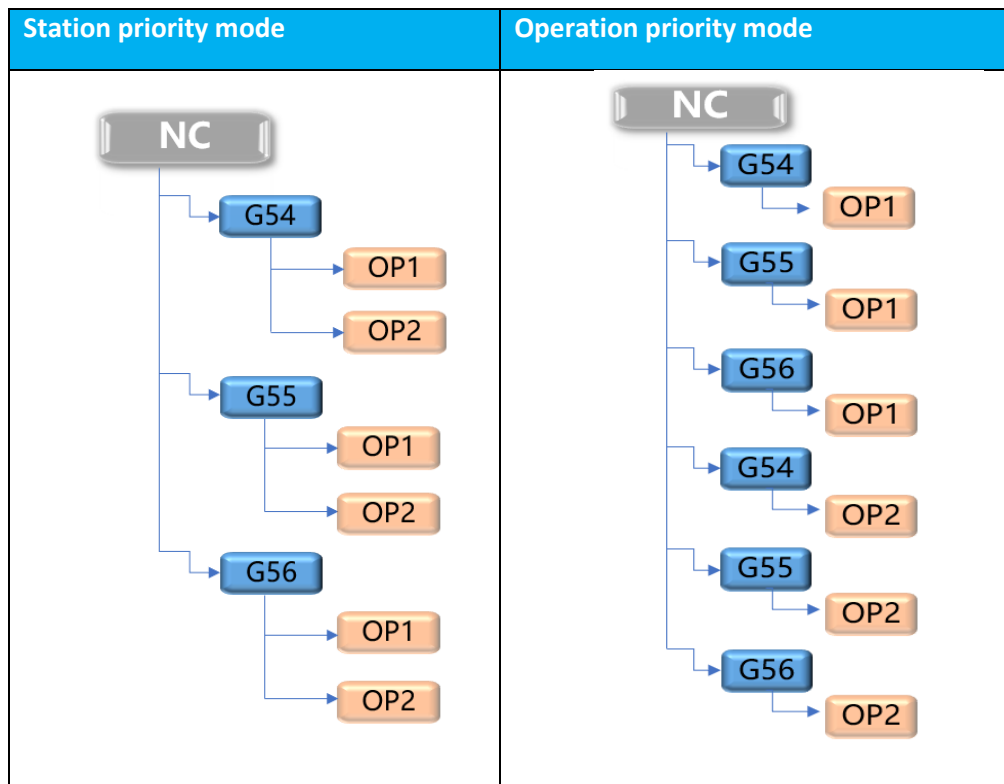 Station priority mode
Operation priority mode
NC
G54
OP1
OP2
G55
OP1
OP2
G56
OP1
OP2
NC
G54
OP1
G55
OP1
G56
OP1
G54
OP2
G55
OP2
G56
OP2